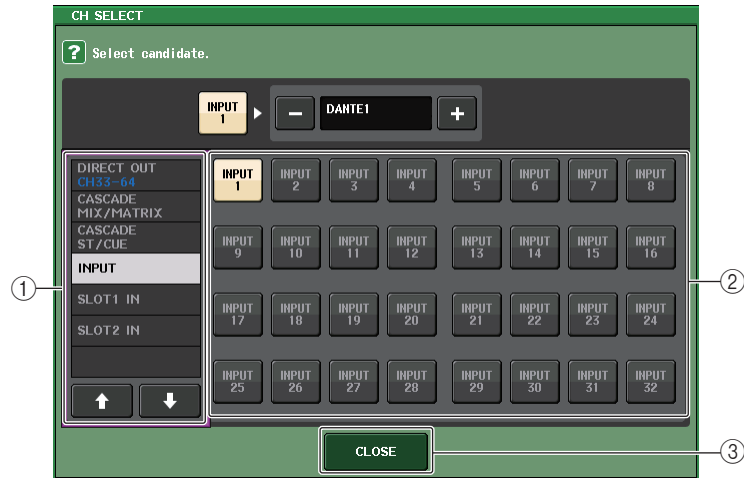 CH SELECT
? Select candidate.
INPUT 1
−
DANTE1
+
DIRECT OUT
CH33-64
CASCADE
MIX/MATRIX
CASCADE
ST/CUE
INPUT
SLOT1 IN
SLOT2 IN
INPUT 1 INPUT 2 INPUT 3 INPUT 4 INPUT 5 INPUT 6 INPUT 7 INPUT 8
INPUT 9 INPUT 10 INPUT 11 INPUT 12 INPUT 13 INPUT 14 INPUT 15 INPUT 16
INPUT 17 INPUT 18 INPUT 19 INPUT 20 INPUT 21 INPUT 22 INPUT 23 INPUT 24
INPUT 25 INPUT 26 INPUT 27 INPUT 28 INPUT 29 INPUT 30 INPUT 31 INPUT 32
CLOSE
1
2
3